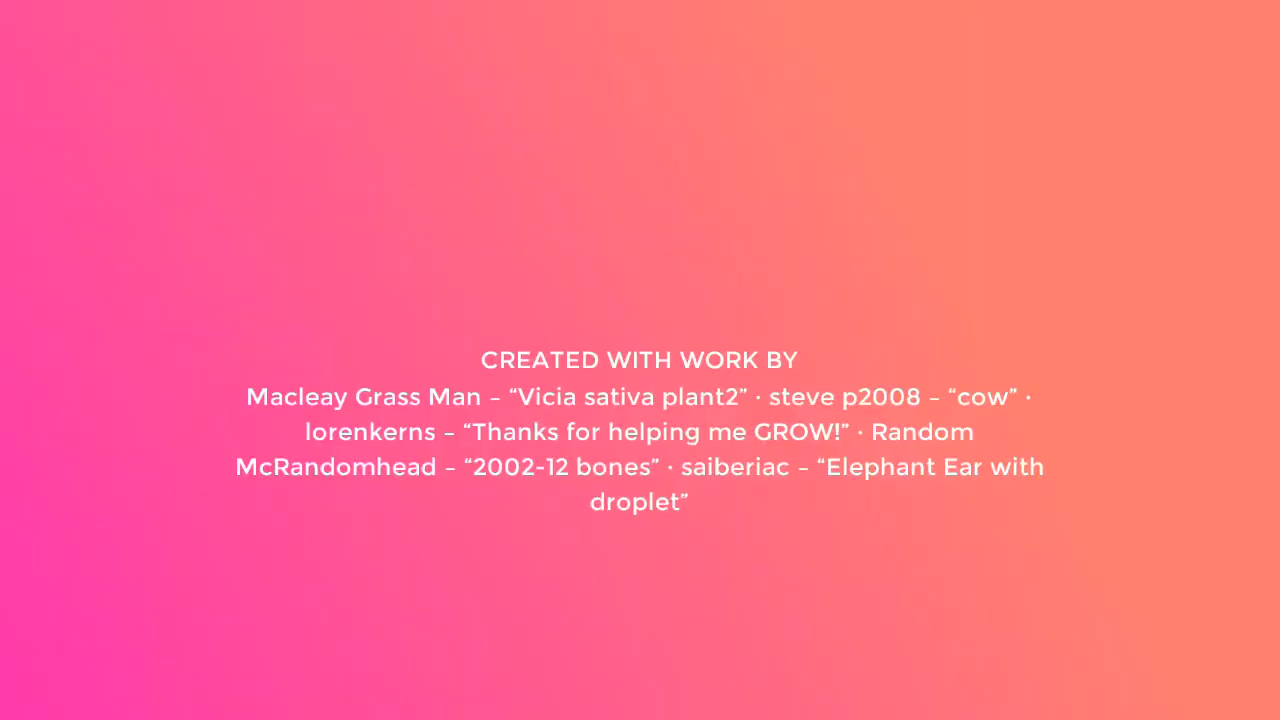 CREATED WITH WORK BY
Macleay Grass Man – “Vicia sativa plant2” · steve p2008 – “cow” ·
lorenkerns – “Thanks for helping me GROW!” · Random
McRandomhead – “2002-12 bones” · saiberiac – “Elephant Ear with
droplet”